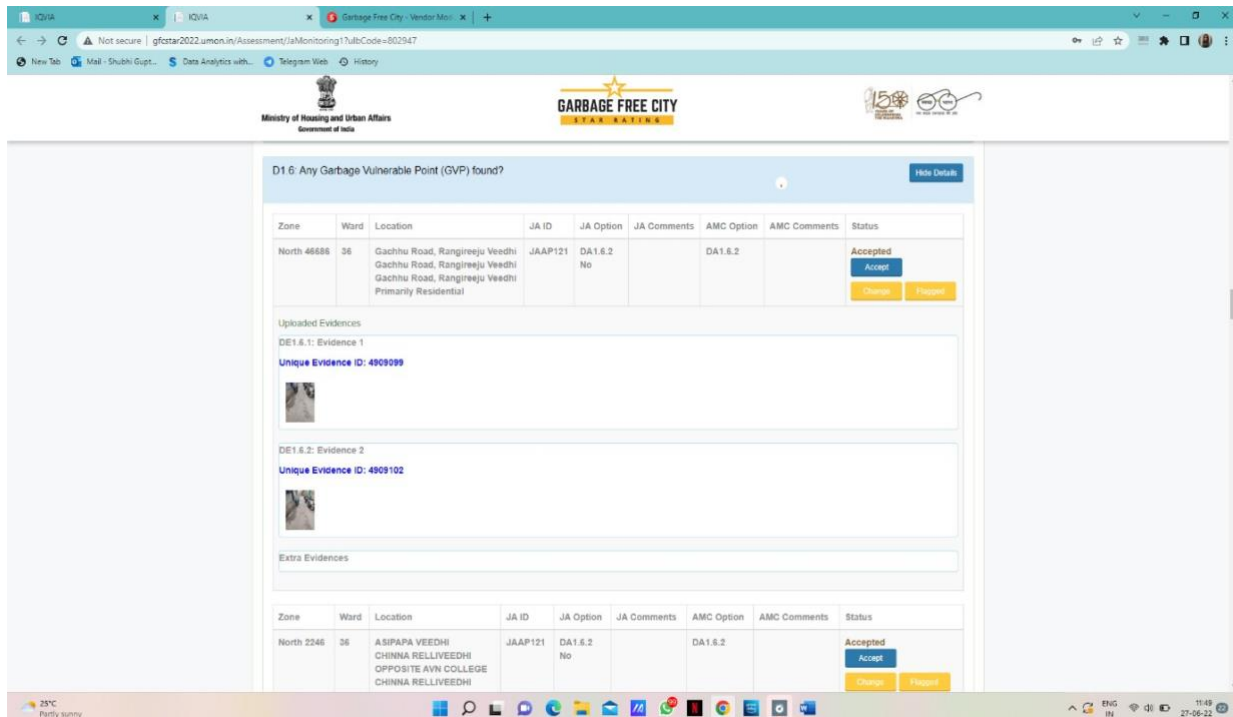 IQVIA
IQVIA
Garbage Free City - Vendor Mod
Not secure | gfcstar2022.umon.in/Assessment/JaMonitoring1?ulbCode=802947
New Tab Mail - Shubhi Gupt... Data Analytics with... Telegram Web History
Ministry of Housing and Urban Affairs
Government of India
GARBAGE FREE CITY
STAR RATING
150
D1.6: Any Garbage Vulnerable Point (GVP) found?
Hide Details
Zone Ward Location JA ID JA Option JA Comments AMC Option AMC Comments Status
North 46686 36 Gachhu Road, Rangireeju Veedhi JAAP121 DA1.6.2 DA1.6.2 Accepted
Gachhu Road, Rangireeju Veedhi No Accept
Gachhu Road, Rangireeju Veedhi
Primarily Residential Change Flagged
Uploaded Evidences
DE1.6.1: Evidence 1
Unique Evidence ID: 4909099
DE1.6.2: Evidence 2
Unique Evidence ID: 4909102
Extra Evidences
Zone Ward Location JA ID JA Option JA Comments AMC Option AMC Comments Status
North 2246 36 ASIPAPA VEEDHI JAAP121 DA1.6.2 DA1.6.2 Accepted
CHINNA RELLIVEEDHI No Accept
OPPOSITE AVN COLLEGE
CHINNA RELLIVEEDHI Change Flagged
25°C
Partly sunny
ENG
IN
11:49
27-06-22